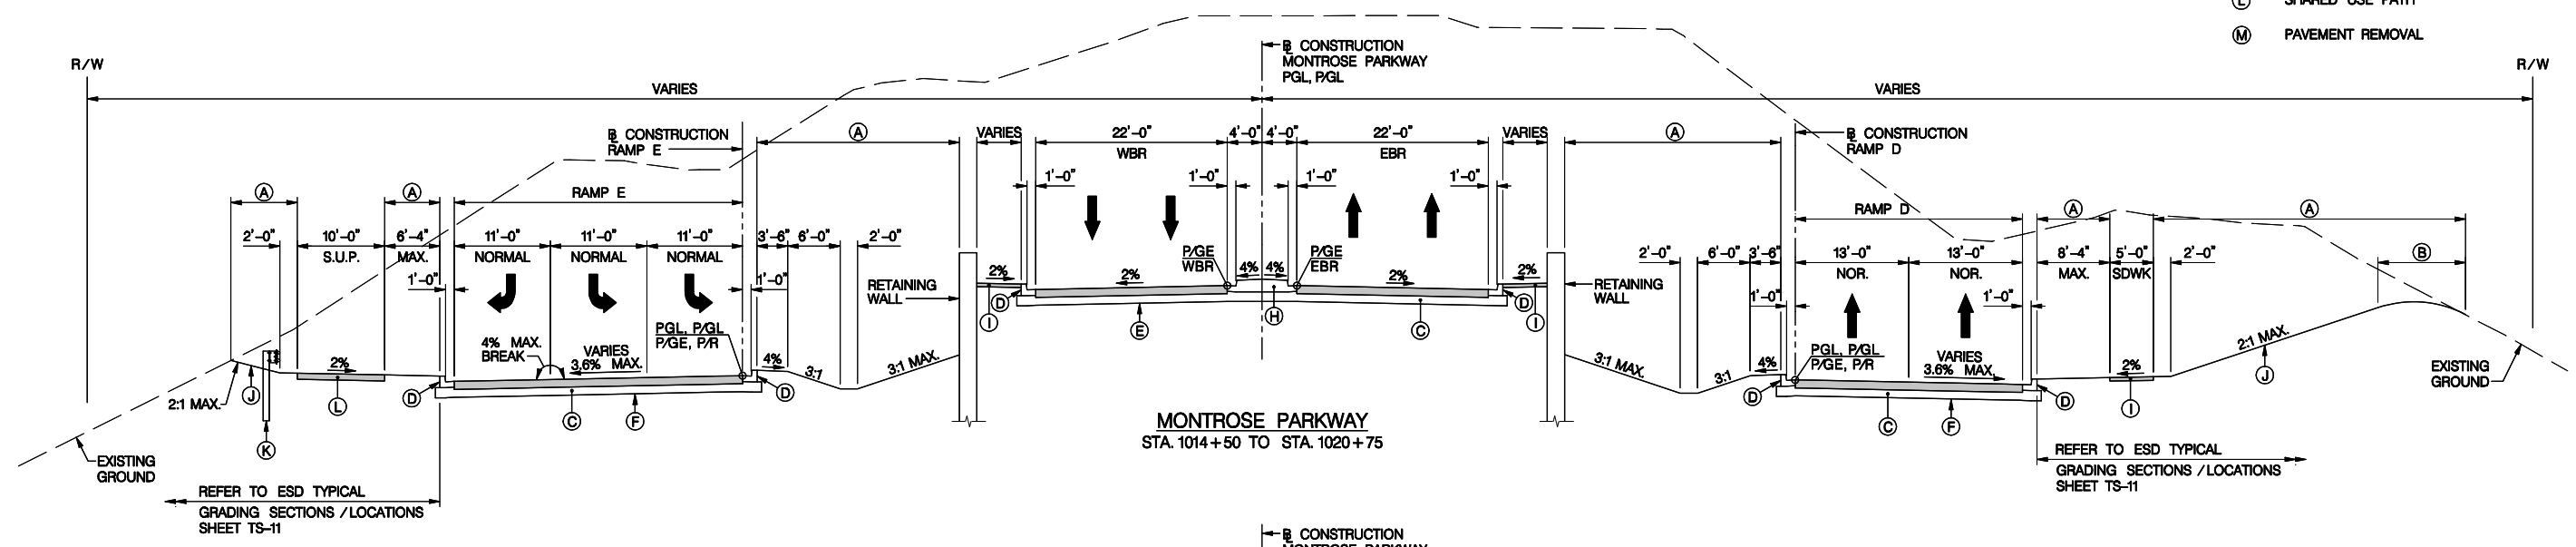 Ⓛ SHARED USE PATH
Ⓜ PAVEMENT REMOVAL
R/W
R/W
℄ CONSTRUCTION
MONTROSE PARKWAY
PGL, P/GL
VARIES
VARIES
℄ CONSTRUCTION
RAMP E
Ⓐ
VARIES
22'-0"
WBR
4'-0"
4'-0"
22'-0"
EBR
VARIES
Ⓐ
℄ CONSTRUCTION
RAMP D
1'-0"
1'-0"
1'-0"
1'-0"
Ⓐ
Ⓐ
RAMP E
RAMP D
Ⓐ
Ⓐ
2'-0"
10'-0"
S.U.P.
6'-4"
MAX.
11'-0"
NORMAL
11'-0"
NORMAL
11'-0"
NORMAL
3'-6"
6'-0"
2'-0"
2'-0"
6'-0"
3'-6"
13'-0"
NOR.
13'-0"
NOR.
8'-4"
MAX.
5'-0"
SDWK
2'-0"
Ⓑ
1'-0"
1'-0"
1'-0"
1'-0"
RETAINING
WALL
2%
Ⓓ
2%
P/GE
WBR
4%
4%
P/GE
EBR
2%
2%
Ⓓ
RETAINING
WALL
Ⓘ
Ⓔ
Ⓗ
Ⓒ
Ⓘ
PGL, P/GL
P/GE, P/R
4% MAX.
BREAK
VARIES
3.6% MAX.
4%
3:1
3:1 MAX.
3:1 MAX.
3:1
4%
PGL, P/GL
P/GE, P/R
VARIES
3.6% MAX.
2%
2:1 MAX.
2:1 MAX.
Ⓙ
2%
Ⓛ
Ⓚ
Ⓓ
Ⓒ
Ⓕ
Ⓓ
Ⓓ
Ⓒ
Ⓕ
Ⓓ
Ⓘ
Ⓙ
EXISTING
GROUND
EXISTING
GROUND
MONTROSE PARKWAY
STA. 1014+50 TO STA. 1020+75
REFER TO ESD TYPICAL
GRADING SECTIONS / LOCATIONS
SHEET TS-11
REFER TO ESD TYPICAL
GRADING SECTIONS / LOCATIONS
SHEET TS-11
℄ CONSTRUCTION
MONTROSE PARKWAY